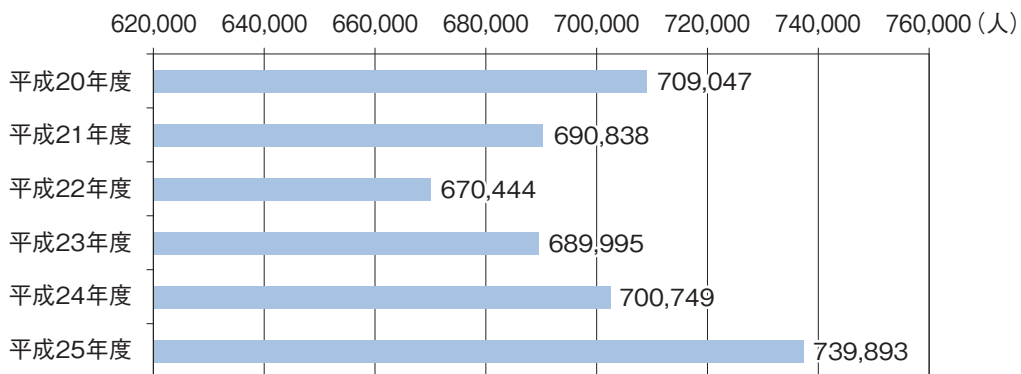 620,000 640,000 660,000 680,000 700,000 720,000 740,000 760,000 (人)
平成20年度 709,047
平成21年度 690,838
平成22年度 670,444
平成23年度 689,995
平成24年度 700,749
平成25年度 739,893